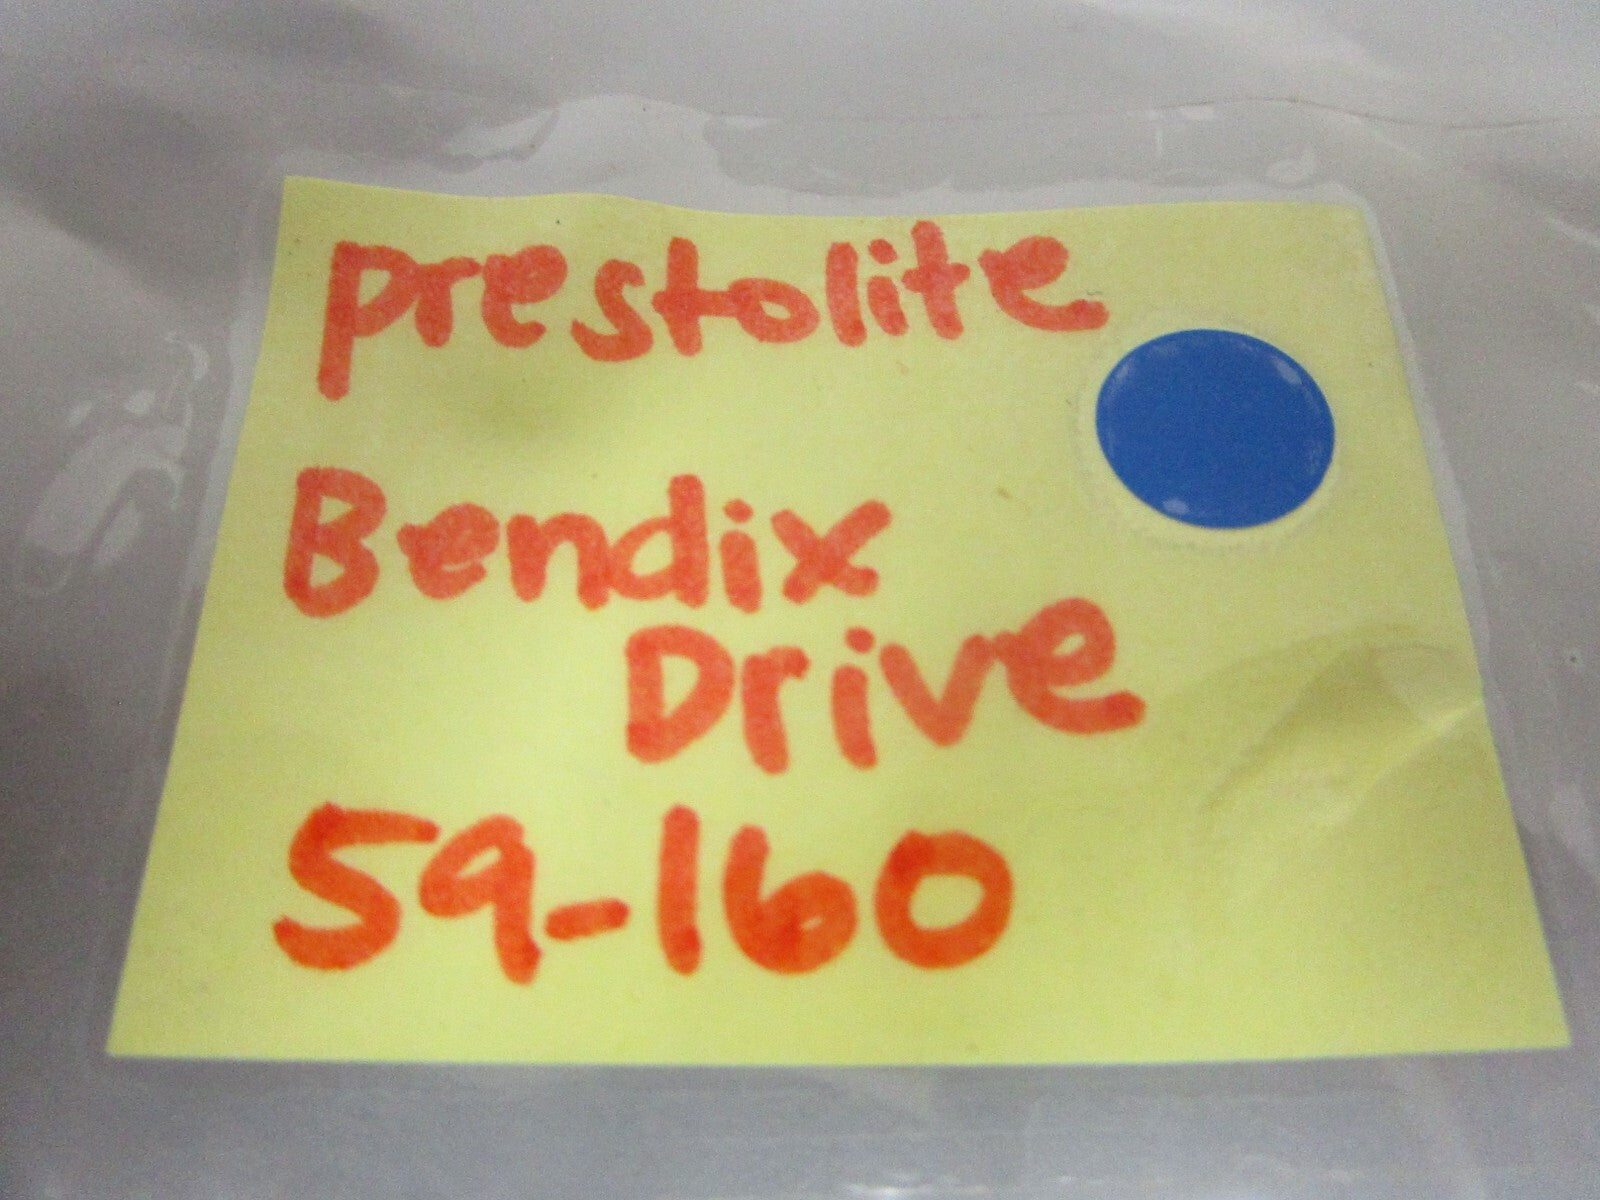 prestolite
Bendix
Drive
59-160